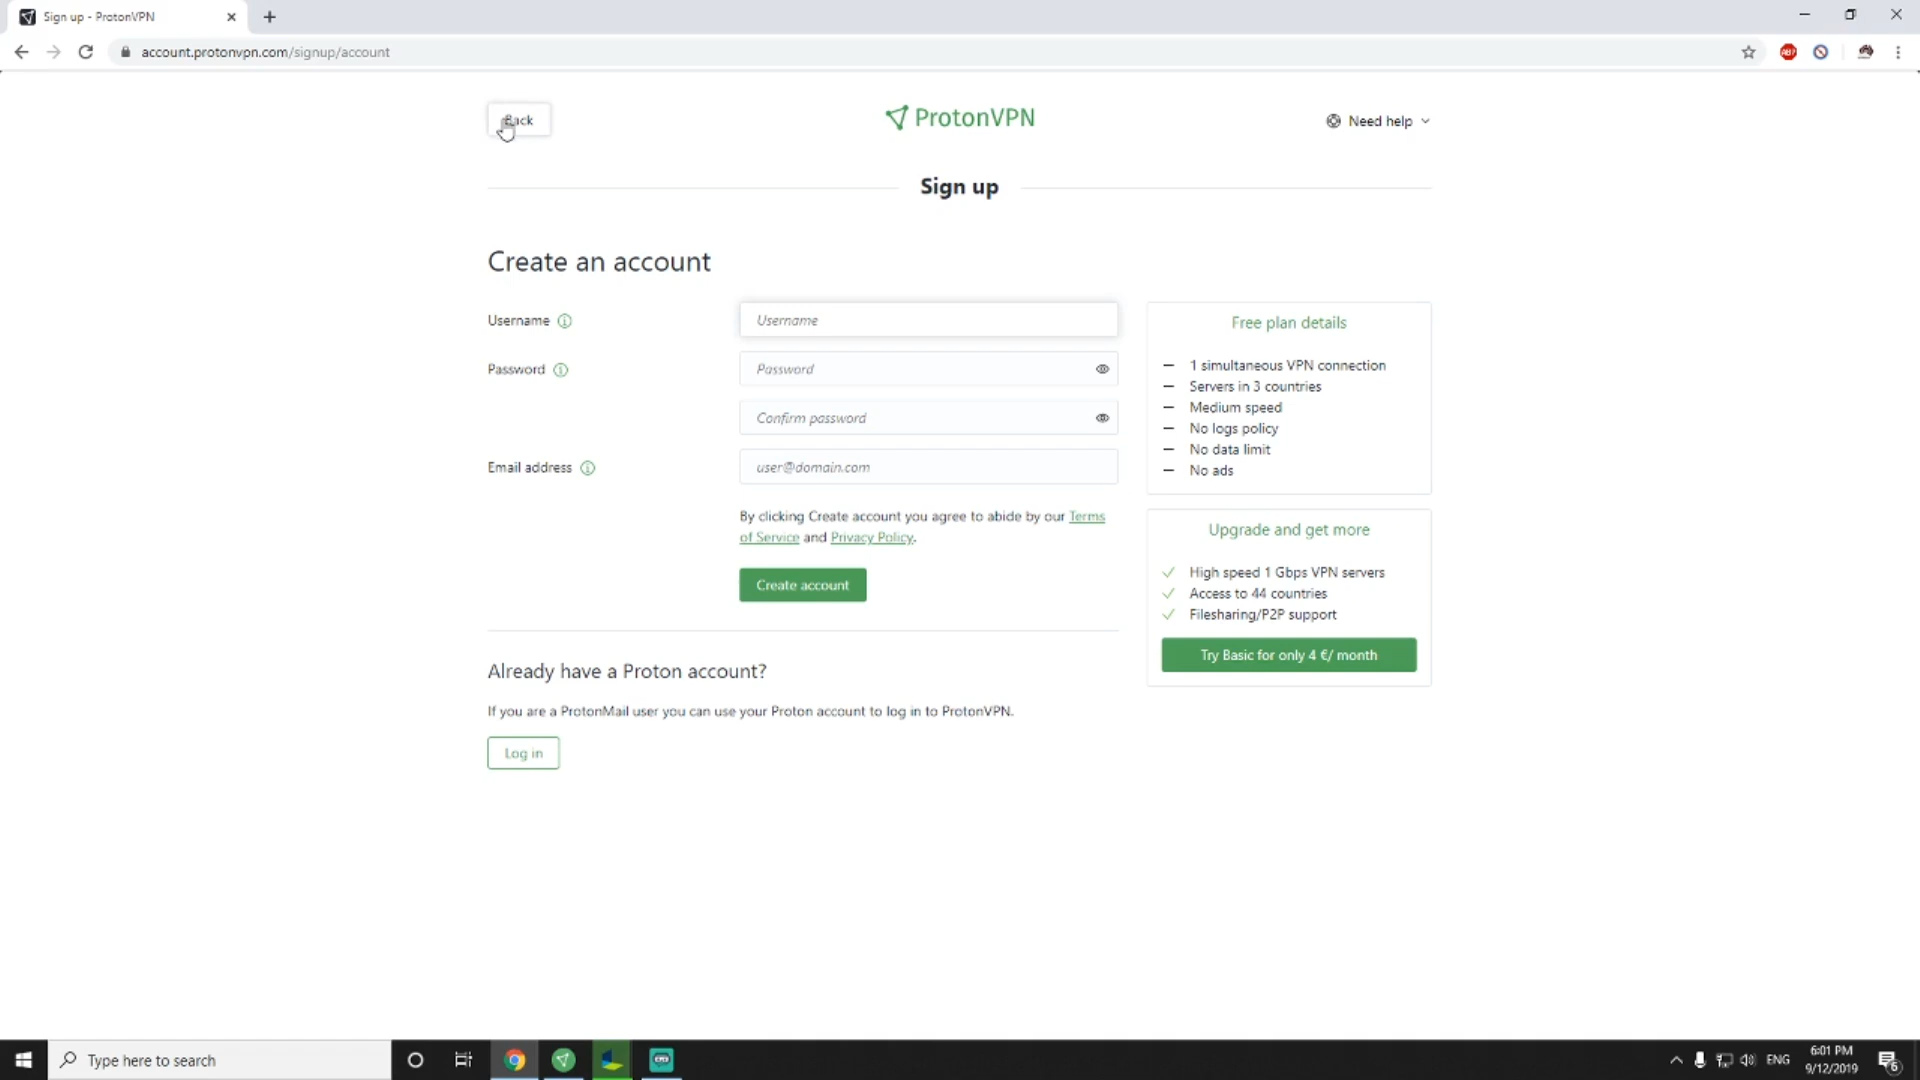 Sign up - ProtonVPN
account.protonvpn.com/signup/account
Back
ProtonVPN
Need help
Sign up
Create an account
Username
Username
Password
Password
Confirm password
Email address
user@domain.com
By clicking Create account you agree to abide by our Terms
of Service and Privacy Policy.
Create account
Free plan details
1 simultaneous VPN connection
Servers in 3 countries
Medium speed
No logs policy
No data limit
No ads
Upgrade and get more
High speed 1 Gbps VPN servers
Access to 44 countries
Filesharing/P2P support
Try Basic for only 4 €/ month
Already have a Proton account?
If you are a ProtonMail user you can use your Proton account to log in to ProtonVPN.
Log in
Type here to search
ENG
6:01 PM
9/12/2019
6